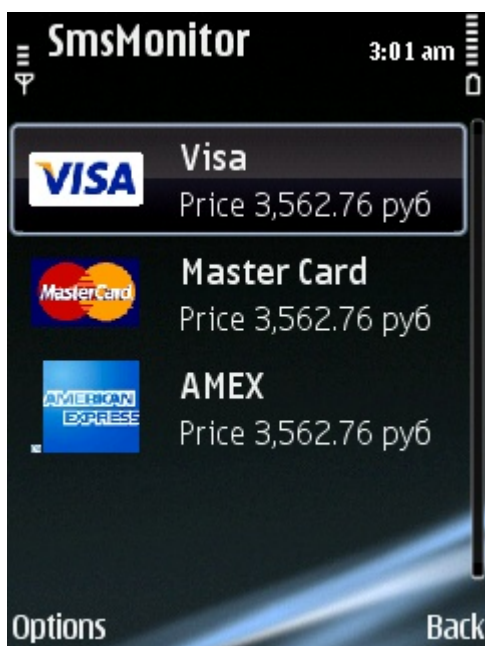 SmsMonitor
3:01 am
VISA
Visa
Price 3,562.76 руб
MasterCard
Master Card
Price 3,562.76 руб
AMERICAN
EXPRESS
AMEX
Price 3,562.76 руб
Options
Back